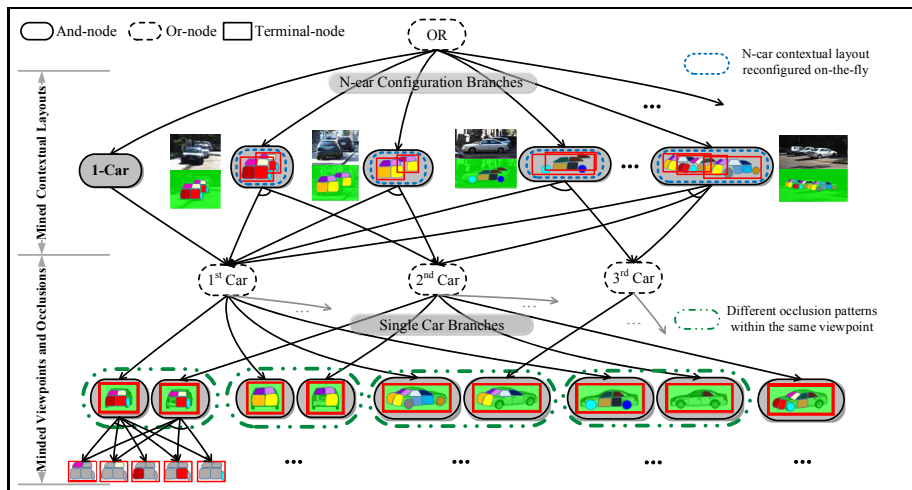 And-node
Or-node
Terminal-node
OR
N-car contextual layout
reconfigured on-the-fly
N-car Configuration Branches
...
Mined Contextual Layouts
1-Car
...
1st Car
2nd Car
3rd Car
...
...
...
Single Car Branches
Different occlusion patterns
within the same viewpoint
Minded Viewpoints and Occlusions
...
...
...
...